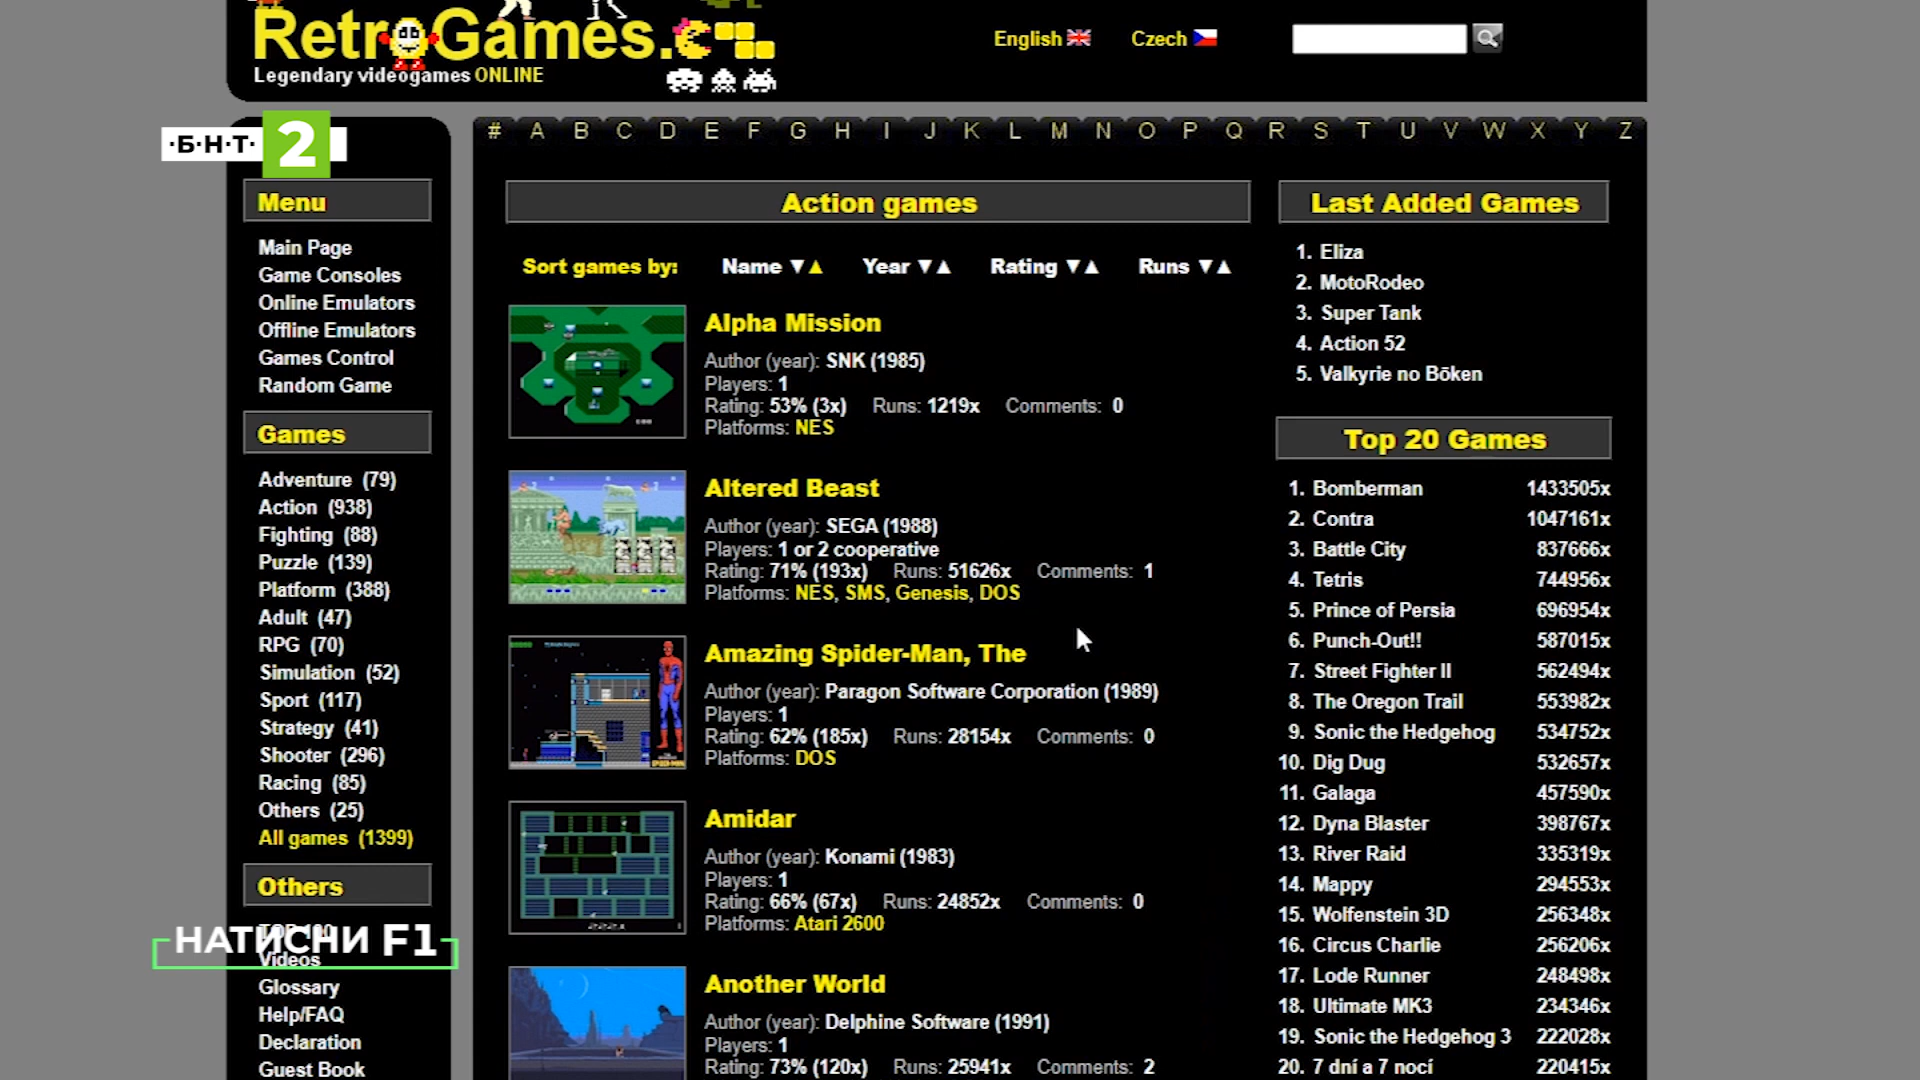 RetroGames.
Legendary videogames ONLINE
English
Czech
·Б·Н·Т· 2
# A B C D E F G H I J K L M N O P Q R S T U V W X Y Z
Menu
Main Page
Game Consoles
Online Emulators
Offline Emulators
Games Control
Random Game
Games
Adventure (79)
Action (938)
Fighting (88)
Puzzle (139)
Platform (388)
Adult (47)
RPG (70)
Simulation (52)
Sport (117)
Strategy (41)
Shooter (296)
Racing (85)
Others (25)
All games (1399)
Others
НАТИСНИ F1
Videos
Glossary
Help/FAQ
Declaration
Guest Book
Action games
Sort games by: Name ▼▲ Year ▼▲ Rating ▼▲ Runs ▼▲
Alpha Mission
Author (year): SNK (1985)
Players: 1
Rating: 53% (3x) Runs: 1219x Comments: 0
Platforms: NES
Altered Beast
Author (year): SEGA (1988)
Players: 1 or 2 cooperative
Rating: 71% (193x) Runs: 51626x Comments: 1
Platforms: NES, SMS, Genesis, DOS
Amazing Spider-Man, The
Author (year): Paragon Software Corporation (1989)
Players: 1
Rating: 62% (185x) Runs: 28154x Comments: 0
Platforms: DOS
Amidar
Author (year): Konami (1983)
Players: 1
Rating: 66% (67x) Runs: 24852x Comments: 0
Platforms: Atari 2600
Another World
Author (year): Delphine Software (1991)
Players: 1
Rating: 73% (120x) Runs: 25941x Comments: 2
Last Added Games
1. Eliza
2. MotoRodeo
3. Super Tank
4. Action 52
5. Valkyrie no Bōken
Top 20 Games
1. Bomberman 1433505x
2. Contra 1047161x
3. Battle City 837666x
4. Tetris 744956x
5. Prince of Persia 696954x
6. Punch-Out!! 587015x
7. Street Fighter II 562494x
8. The Oregon Trail 553982x
9. Sonic the Hedgehog 534752x
10. Dig Dug 532657x
11. Galaga 457590x
12. Dyna Blaster 398767x
13. River Raid 335319x
14. Mappy 294553x
15. Wolfenstein 3D 256348x
16. Circus Charlie 256206x
17. Lode Runner 248498x
18. Ultimate MK3 234346x
19. Sonic the Hedgehog 3 222028x
20. 7 dní a 7 nocí 220415x